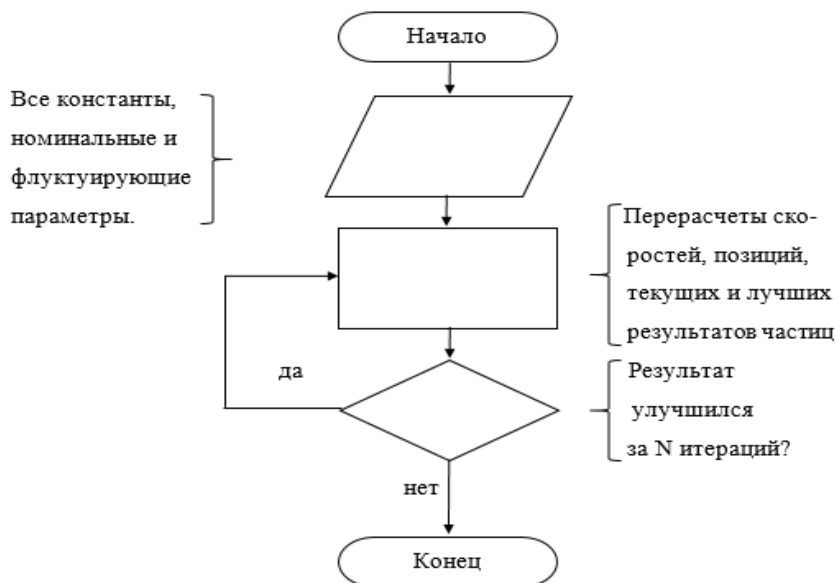 Начало
Все константы,
номинальные и
флуктуирующие
параметры.
Перерасчеты ско-
ростей, позиций,
текущих и лучших
результатов частиц
да
Результат
улучшился
за N итераций?
нет
Конец